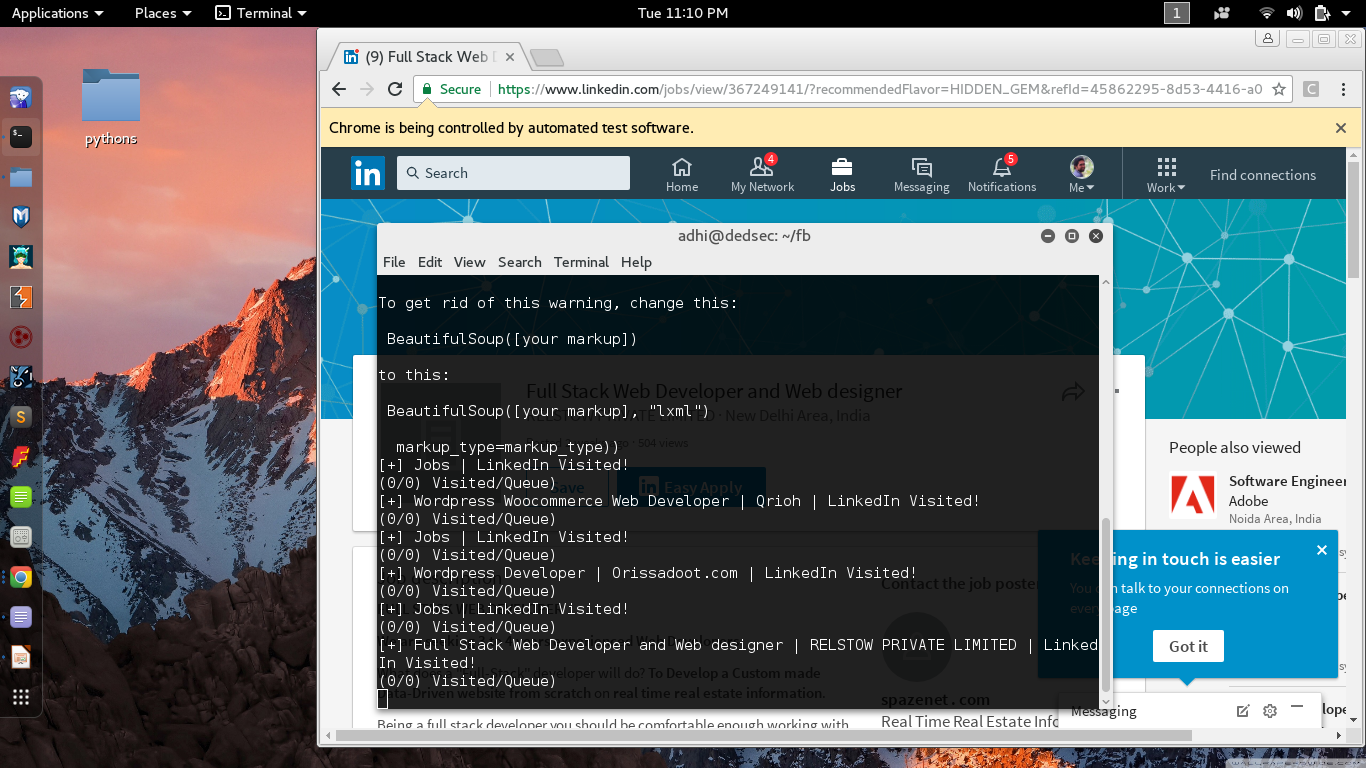 Applications Places Terminal Tue 11:10 PM 1
pythons
(9) Full Stack Web D
Secure https://www.linkedin.com/jobs/view/367249141/?recommendedFlavor=HIDDEN_GEM&refId=45862295-8d53-4416-a0
Chrome is being controlled by automated test software.
in Search Home 4 My Network Jobs Messaging 5 Notifications Me Work Find connections
adhi@dedsec: ~/fb
File Edit View Search Terminal Help
To get rid of this warning, change this:
BeautifulSoup([your markup])
to this:
BeautifulSoup([your markup], "lxml")
markup_type=markup_type))
[+] Jobs | LinkedIn Visited!
(0/0) Visited/Queue)
[+] Wordpress Woocommerce Web Developer | Qrioh | LinkedIn Visited!
(0/0) Visited/Queue)
[+] Jobs | LinkedIn Visited!
(0/0) Visited/Queue)
[+] Wordpress Developer | Orissadoot.com | LinkedIn Visited!
(0/0) Visited/Queue)
[+] Jobs | LinkedIn Visited!
(0/0) Visited/Queue)
[+] Full Stack Web Developer and Web designer | RELSTOW PRIVATE LIMITED | Linked
In Visited!
(0/0) Visited/Queue)
Full Stack Web Developer and Web designer
LIMITED · New Delhi Area, India
ago · 504 views
Save
in Easy Apply
Contact the job poster
Full-Stack" developer will do? To Develop a Custom made
Data-Driven website from scratch on real time real estate information.
Being a full stack developer you should be comfortable enough working with
spazenet.com
Real Time Real Estate Info
People also viewed
Software Engineer
Adobe
Noida Area, India
Keeping in touch is easier
You can talk to your connections on
every page
Got it
Messaging